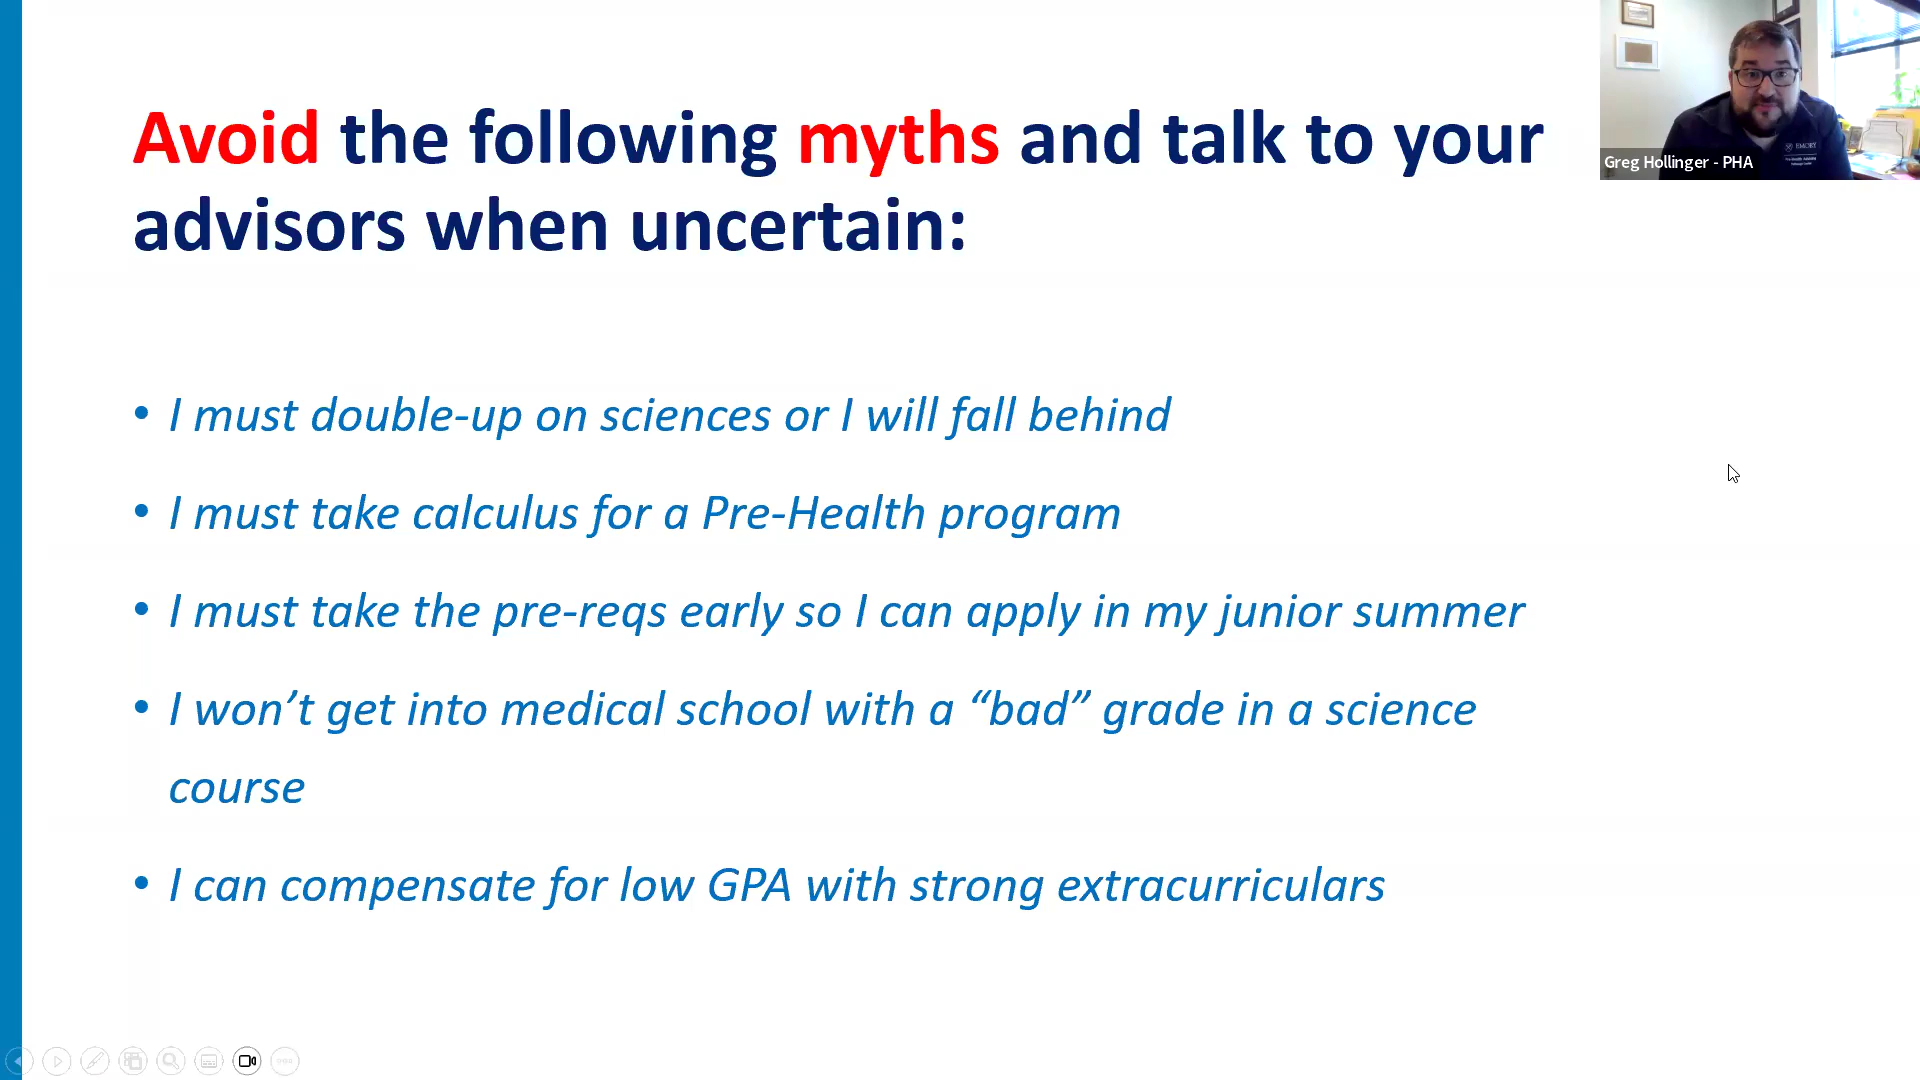 Avoid the following myths and talk to your
advisors when uncertain:
• I must double-up on sciences or I will fall behind
• I must take calculus for a Pre-Health program
• I must take the pre-reqs early so I can apply in my junior summer
• I won’t get into medical school with a “bad” grade in a science
course
• I can compensate for low GPA with strong extracurriculars
EMORY
Greg Hollinger - PHA